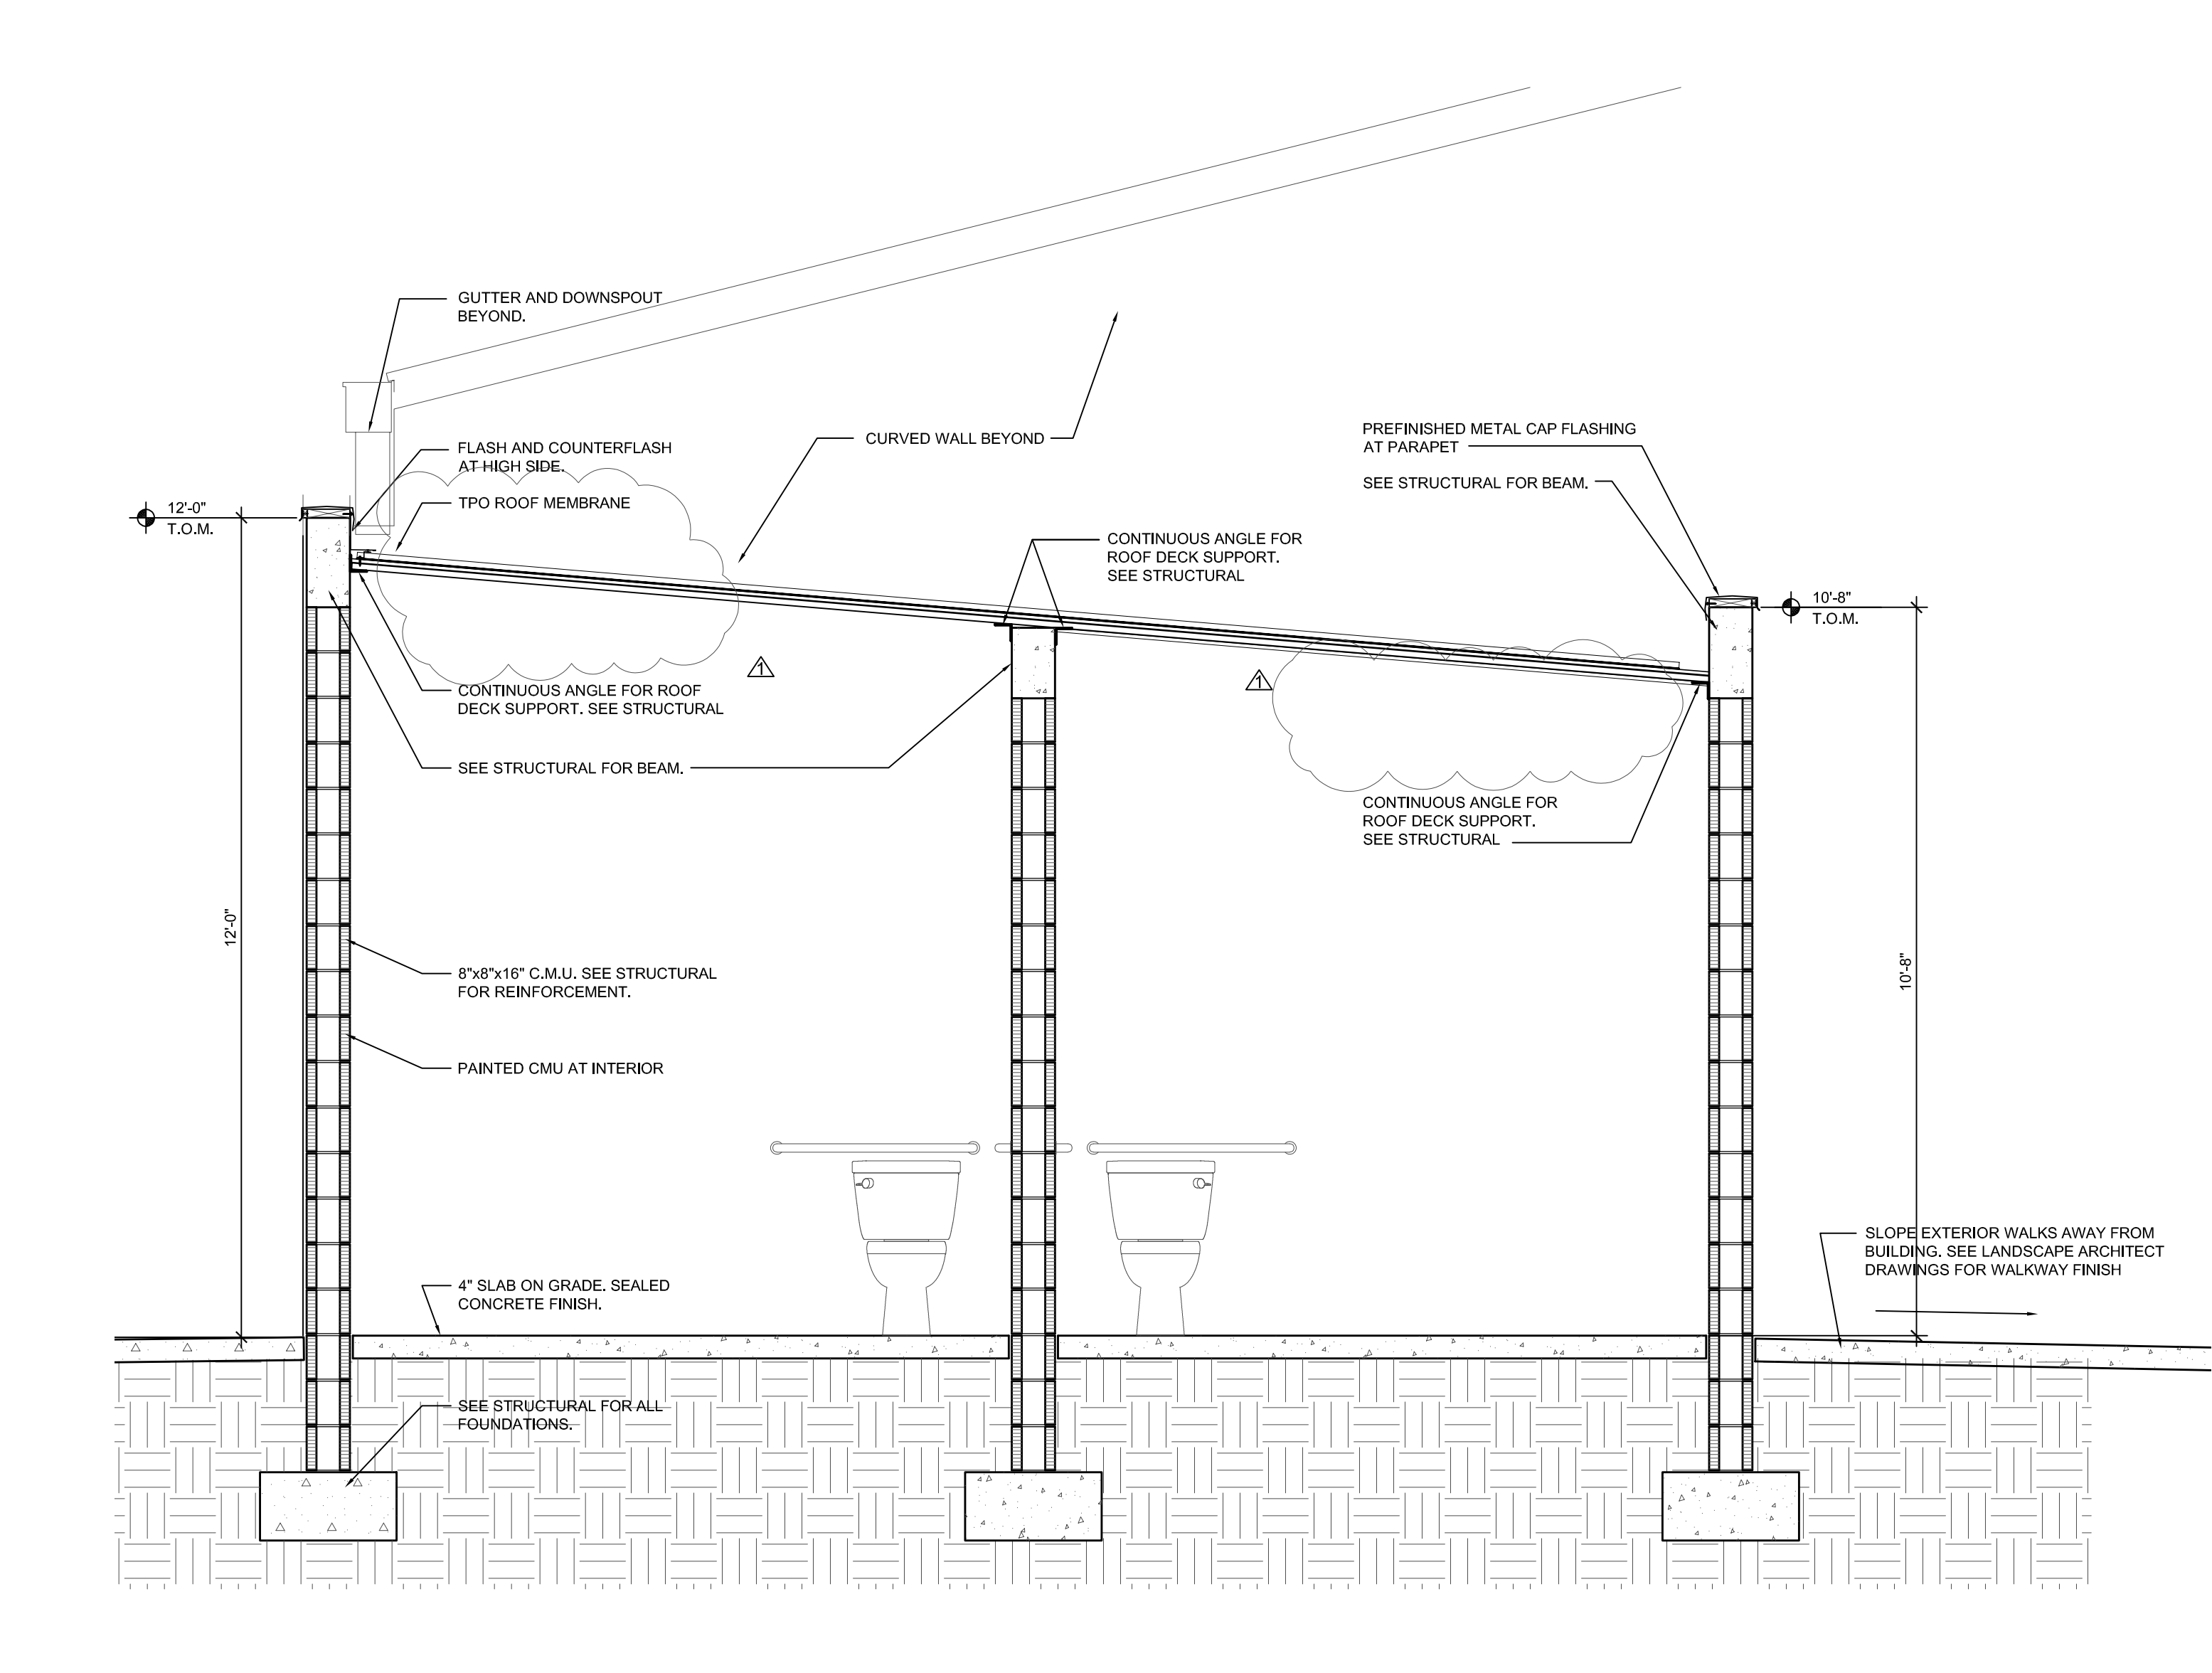 GUTTER AND DOWNSPOUT
BEYOND.
FLASH AND COUNTERFLASH
AT HIGH SIDE.
TPO ROOF MEMBRANE
CURVED WALL BEYOND
PREFINISHED METAL CAP FLASHING
AT PARAPET
SEE STRUCTURAL FOR BEAM.
12'-0"
T.O.M.
CONTINUOUS ANGLE FOR
ROOF DECK SUPPORT.
SEE STRUCTURAL
10'-8"
T.O.M.
1
1
CONTINUOUS ANGLE FOR ROOF
DECK SUPPORT. SEE STRUCTURAL
SEE STRUCTURAL FOR BEAM.
CONTINUOUS ANGLE FOR
ROOF DECK SUPPORT.
SEE STRUCTURAL
12'-0"
10'-8"
8"x8"x16" C.M.U. SEE STRUCTURAL
FOR REINFORCEMENT.
PAINTED CMU AT INTERIOR
SLOPE EXTERIOR WALKS AWAY FROM
BUILDING. SEE LANDSCAPE ARCHITECT
DRAWINGS FOR WALKWAY FINISH
4" SLAB ON GRADE. SEALED
CONCRETE FINISH.
SEE STRUCTURAL FOR ALL
FOUNDATIONS.